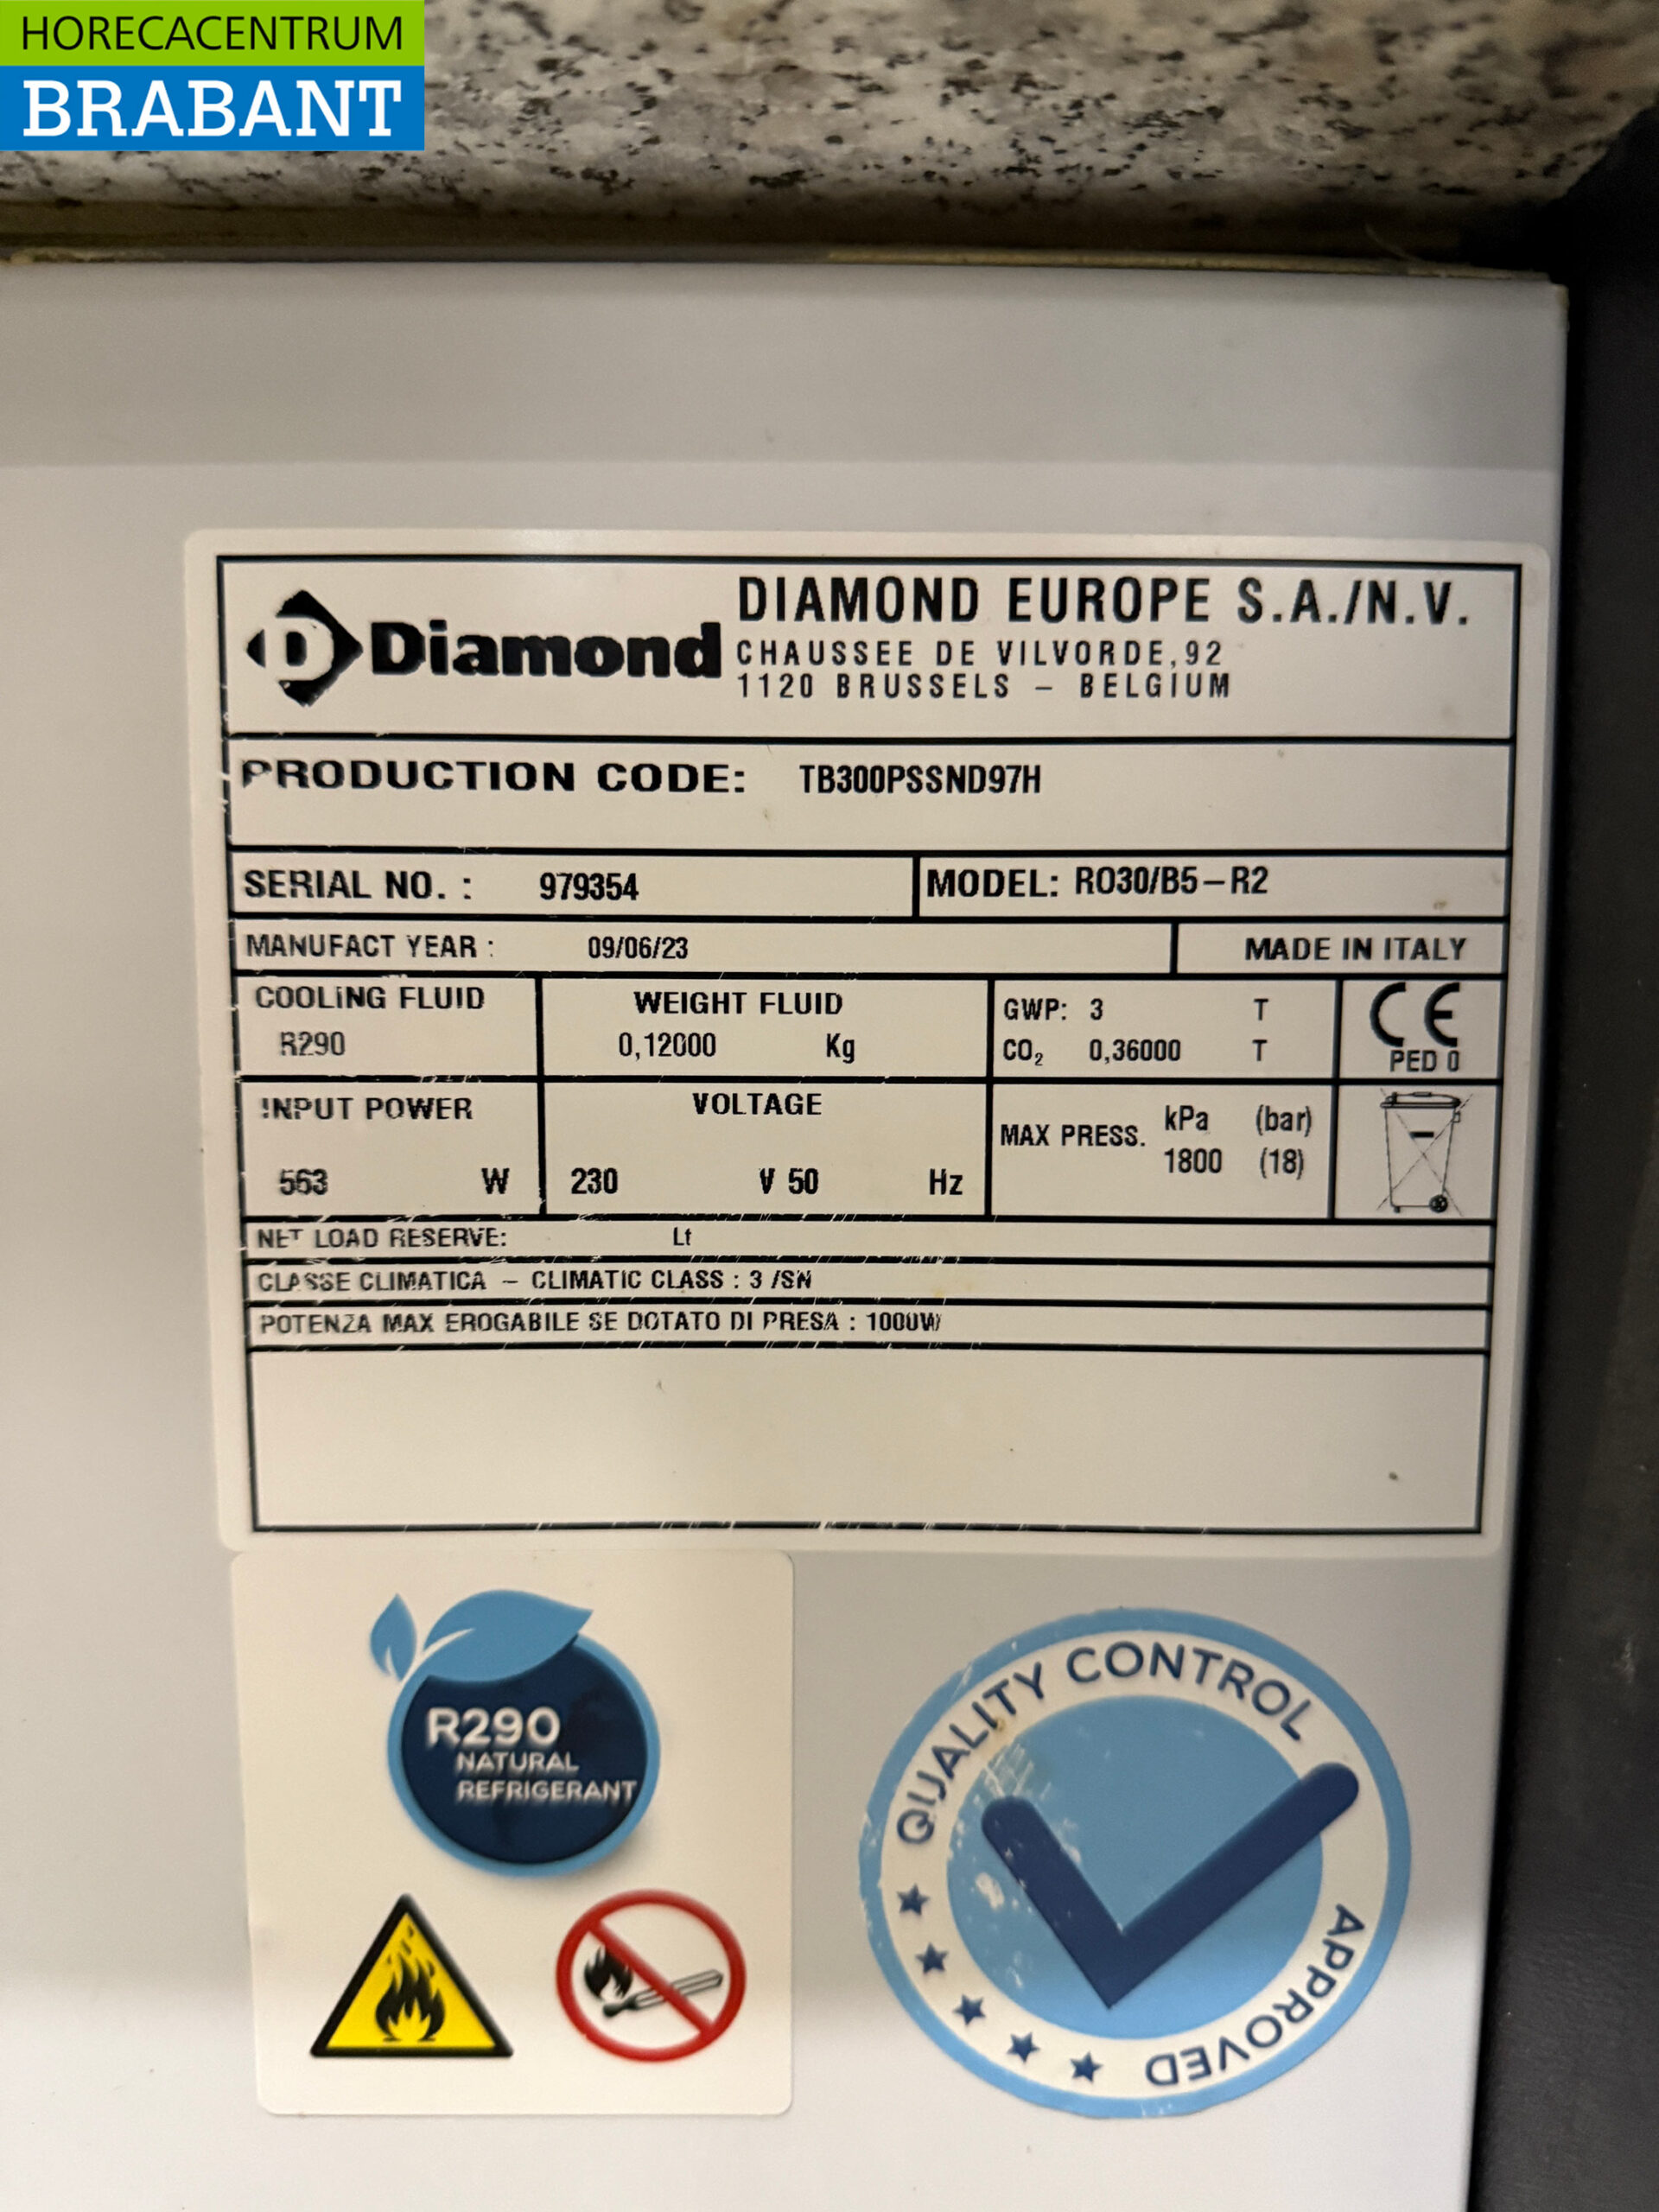 HORECACENTRUM
BRABANT
D Diamond
DIAMOND EUROPE S.A./N.V.
CHAUSSEE DE VILVORDE,92
1120 BRUSSELS – BELGIUM
PRODUCTION CODE: TB300PSSND97H
SERIAL NO. : 979354 MODEL: RO30/B5–R2
MANUFACT YEAR : 09/06/23 MADE IN ITALY
COOLING FLUID WEIGHT FLUID GWP: 3 T CE
R290 0,12000 Kg CO₂ 0,36000 T PED 0
INPUT POWER VOLTAGE MAX PRESS. kPa (bar)
563 W 230 V 50 Hz 1800 (18)
NET LOAD RESERVE: Lt
CLASSE CLIMATICA – CLIMATIC CLASS : 3 /SN
POTENZA MAX EROGABILE SE DOTATO DI PRESA : 1000W
R290
NATURAL
REFRIGERANT
QUALITY CONTROL
APPROVED